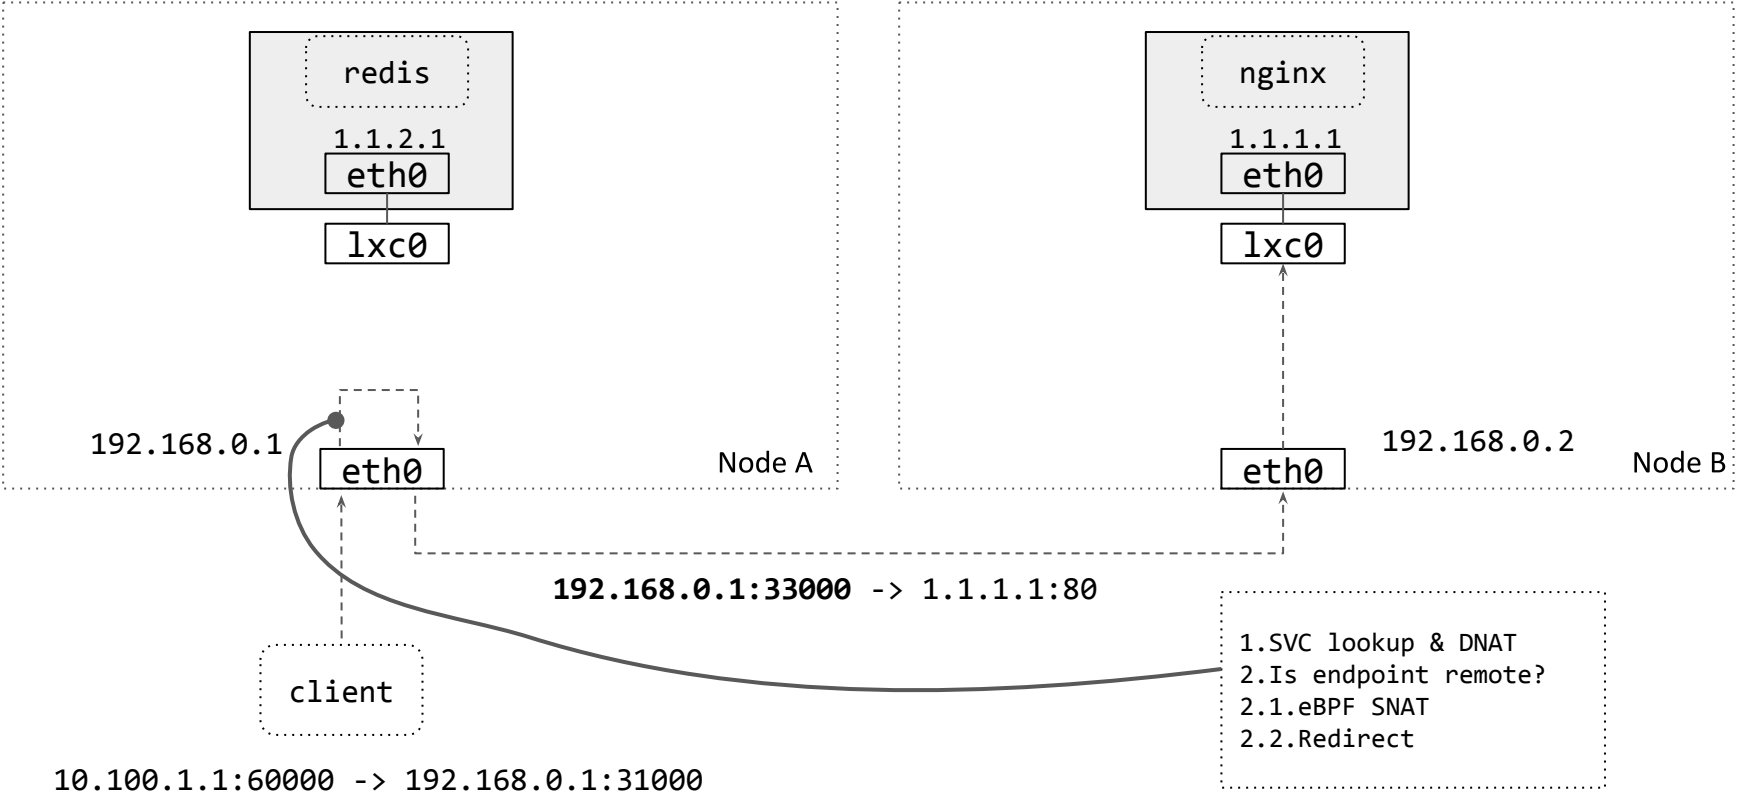 redis
1.1.2.1
eth0
lxc0
192.168.0.1
eth0
Node A
nginx
1.1.1.1
eth0
lxc0
192.168.0.2
eth0
Node B
192.168.0.1:33000 -> 1.1.1.1:80
client
10.100.1.1:60000 -> 192.168.0.1:31000
1.SVC lookup & DNAT
2.Is endpoint remote?
2.1.eBPF SNAT
2.2.Redirect